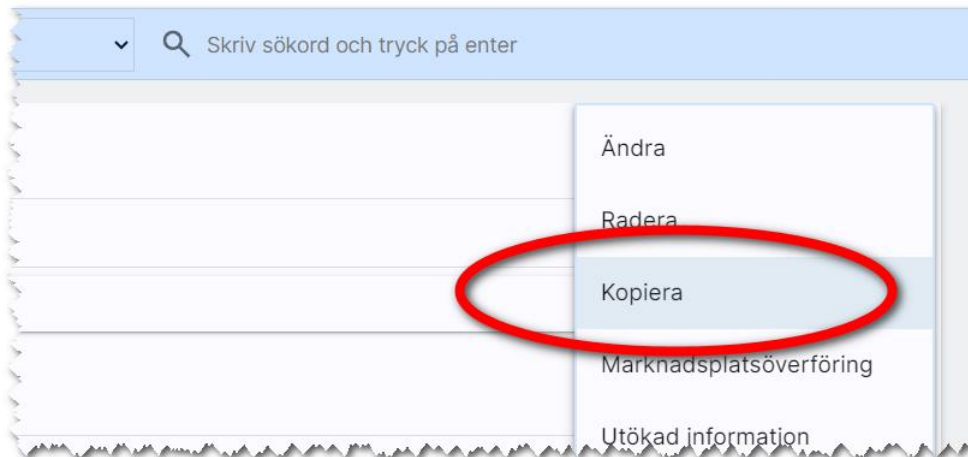 Skriv sökord och tryck på enter
Ändra
Radera
Kopiera
Marknadsplatsöverföring
Utökad information